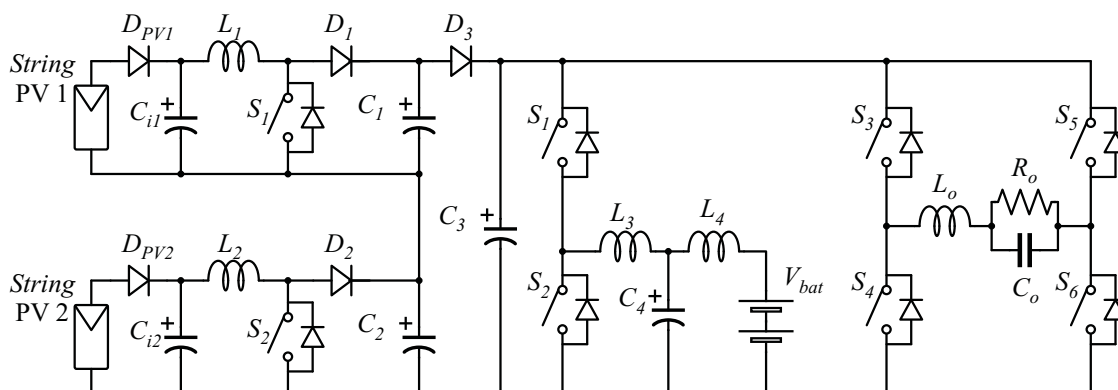 D_PV1
L_1
D_1
D_3
String
PV 1
C_i1
+
S_1
C_1
+
S_1
S_3
S_5
C_3
+
L_3
L_4
L_o
R_o
C_o
D_PV2
L_2
D_2
String
PV 2
C_i2
+
S_2
C_2
+
S_2
C_4
+
V_bat
S_4
S_6